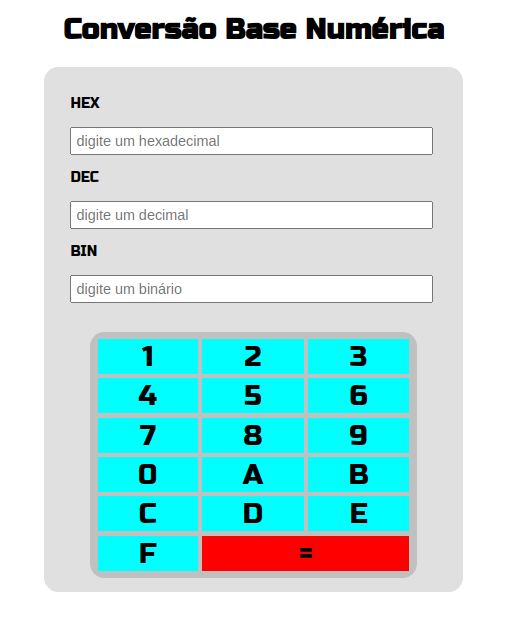 Conversão Base Numérica
HEX
digite um hexadecimal
DEC
digite um decimal
BIN
digite um binário
1 2 3
4 5 6
7 8 9
0 A B
C D E
F =